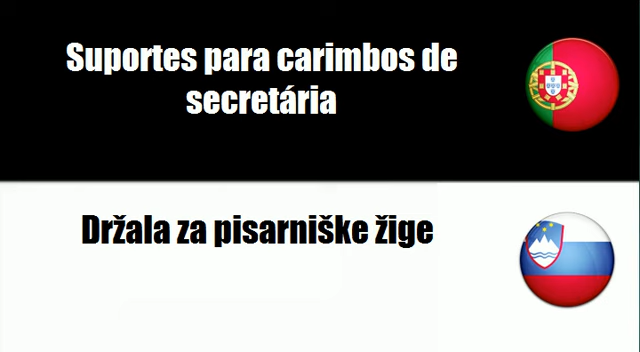 Suportes para carimbos de
secretária
Držala za pisarniške žige